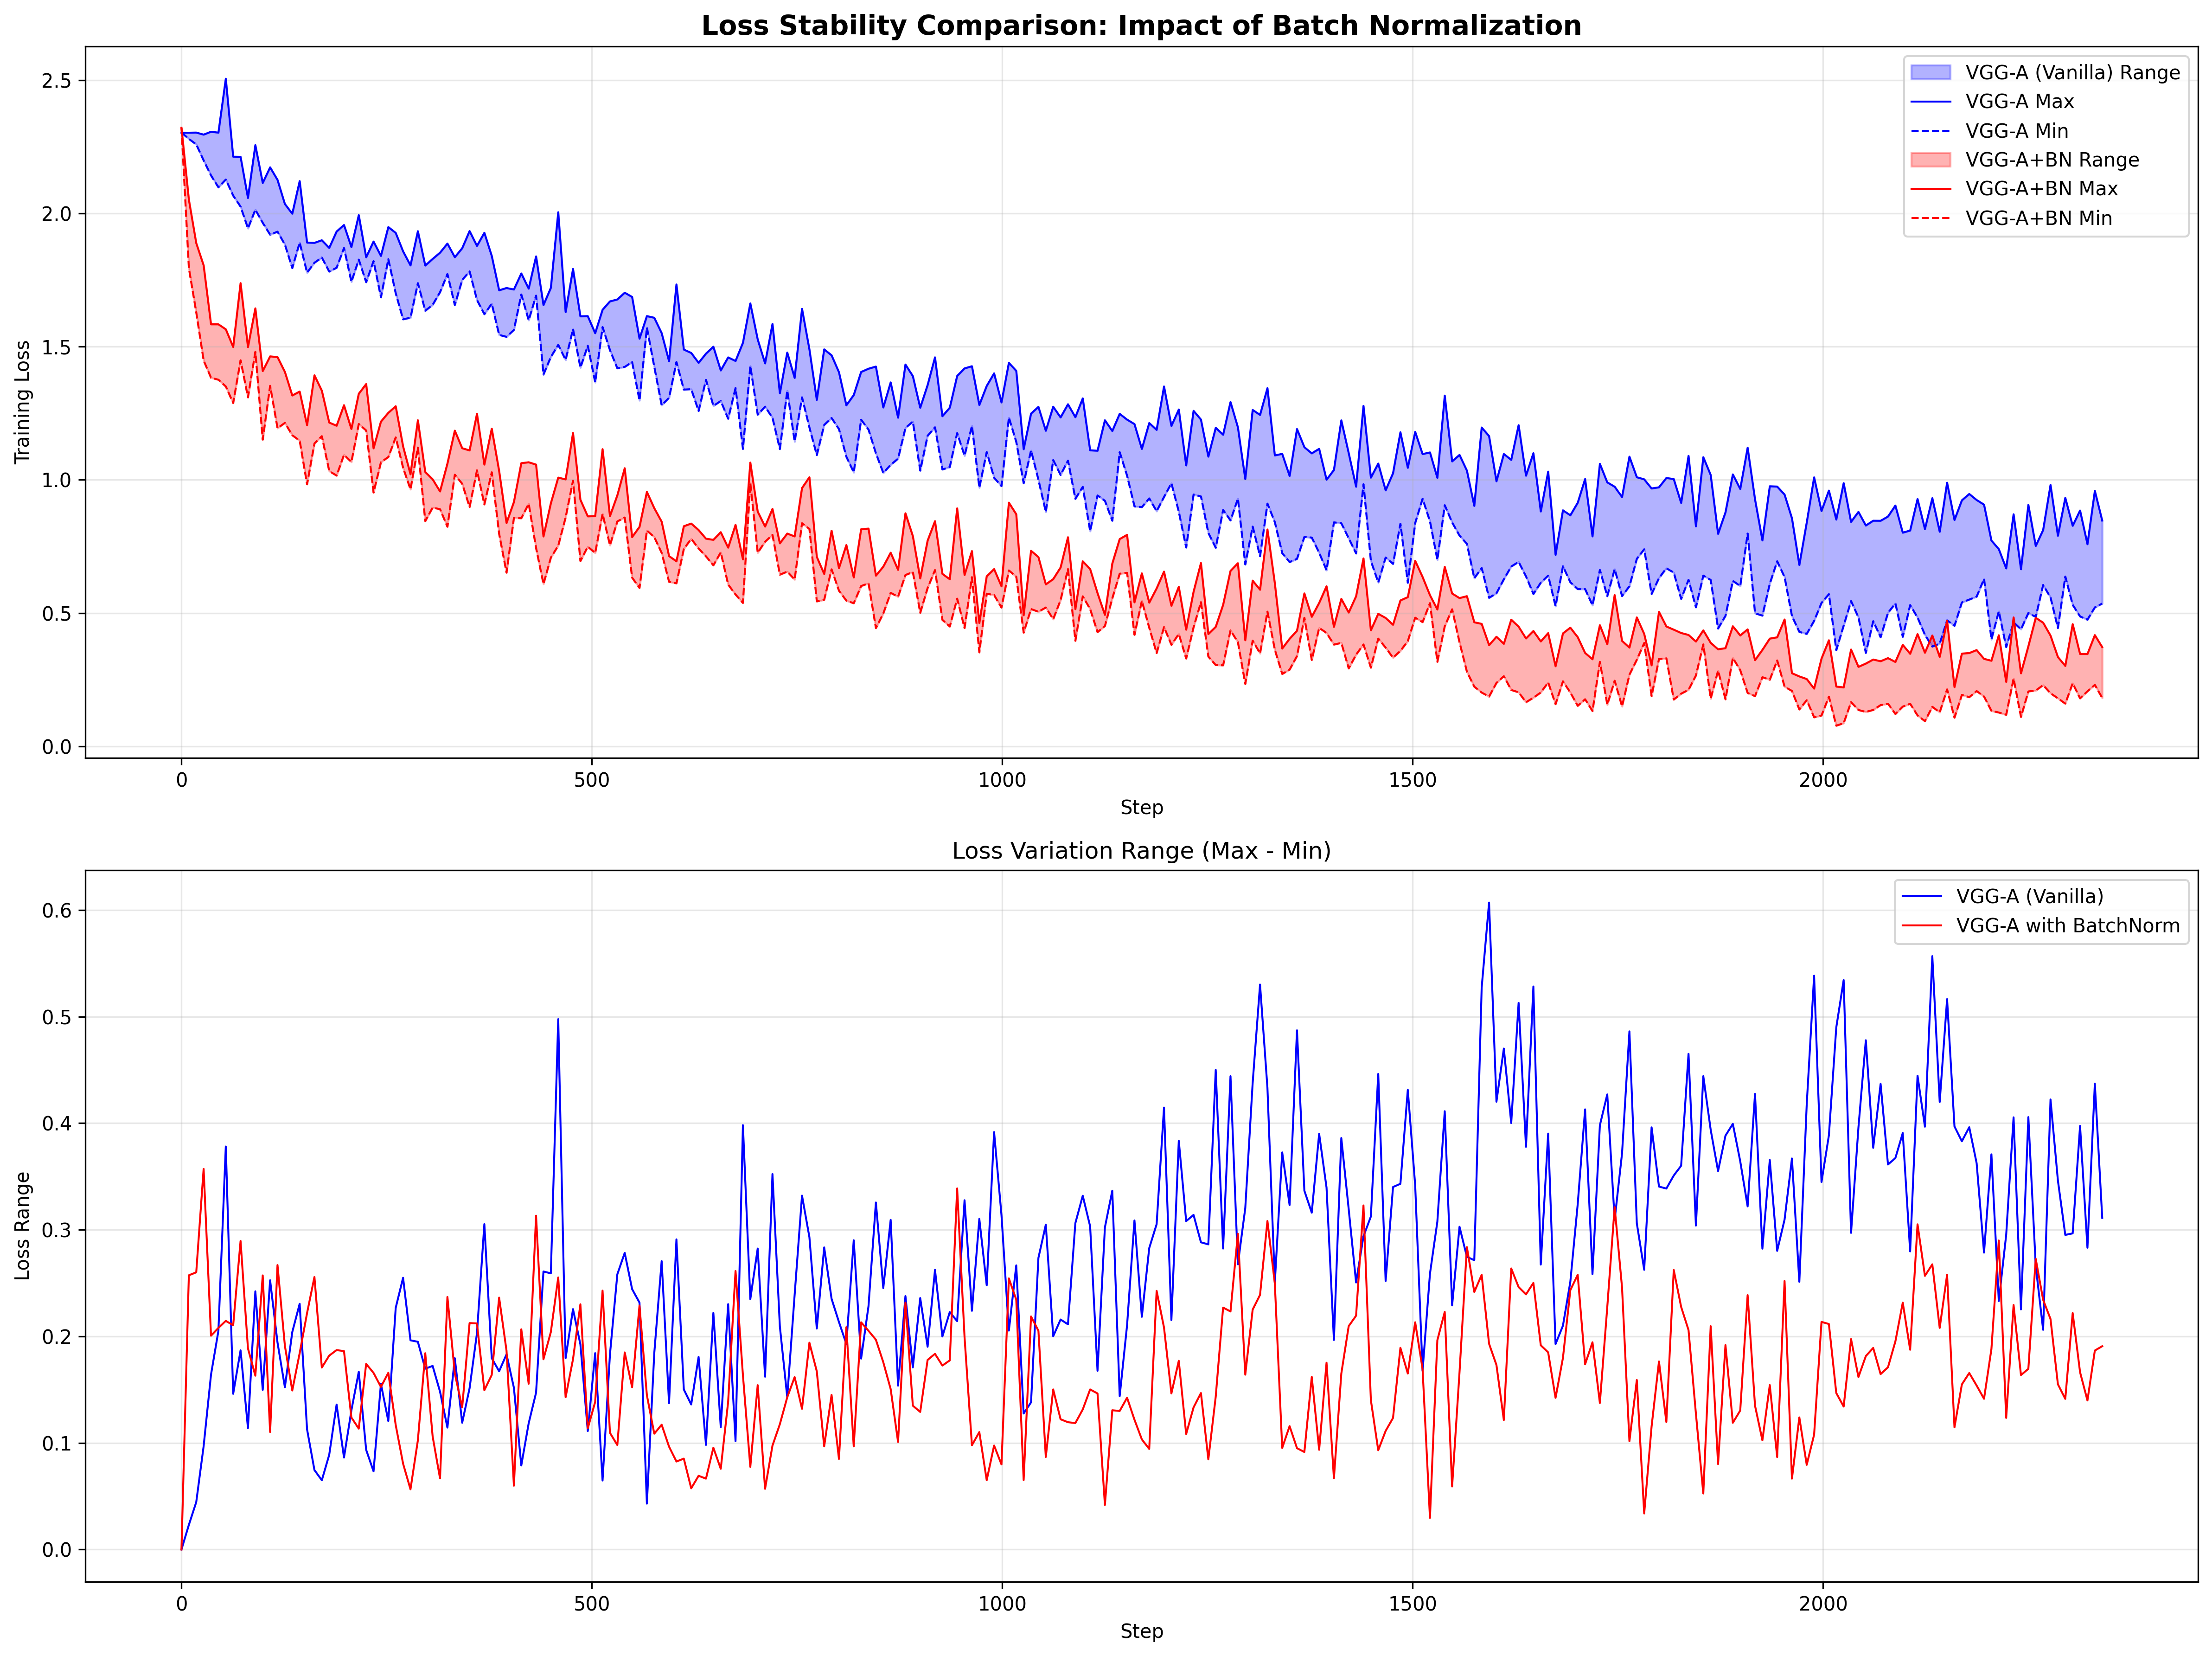 Loss Stability Comparison: Impact of Batch Normalization
2.5
2.0
1.5
1.0
0.5
0.0
Training Loss
VGG-A (Vanilla) Range
VGG-A Max
VGG-A Min
VGG-A+BN Range
VGG-A+BN Max
VGG-A+BN Min
0 500 1000 1500 2000
Step
Loss Variation Range (Max - Min)
0.6
0.5
0.4
0.3
0.2
0.1
0.0
Loss Range
VGG-A (Vanilla)
VGG-A with BatchNorm
0 500 1000 1500 2000
Step